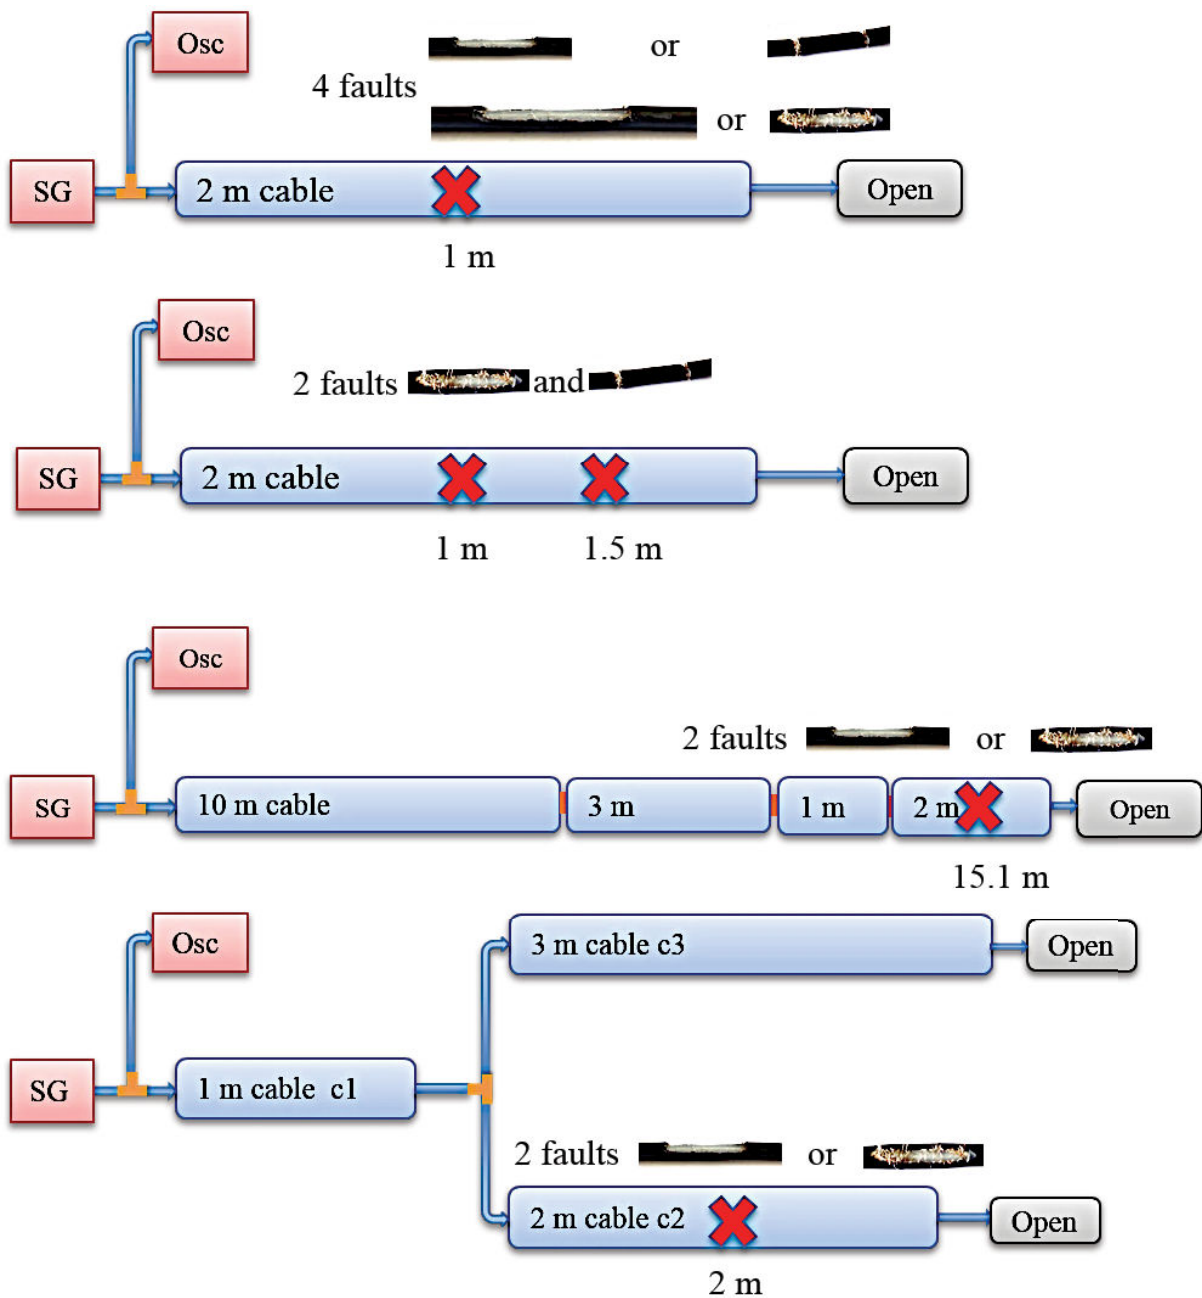 Osc
or
4 faults
or
SG
2 m cable
Open
1 m
Osc
2 faults and
SG
2 m cable
Open
1 m
1.5 m
Osc
2 faults or
SG
10 m cable
3 m
1 m
2 m
Open
15.1 m
Osc
3 m cable c3
Open
SG
1 m cable c1
2 faults or
2 m cable c2
Open
2 m